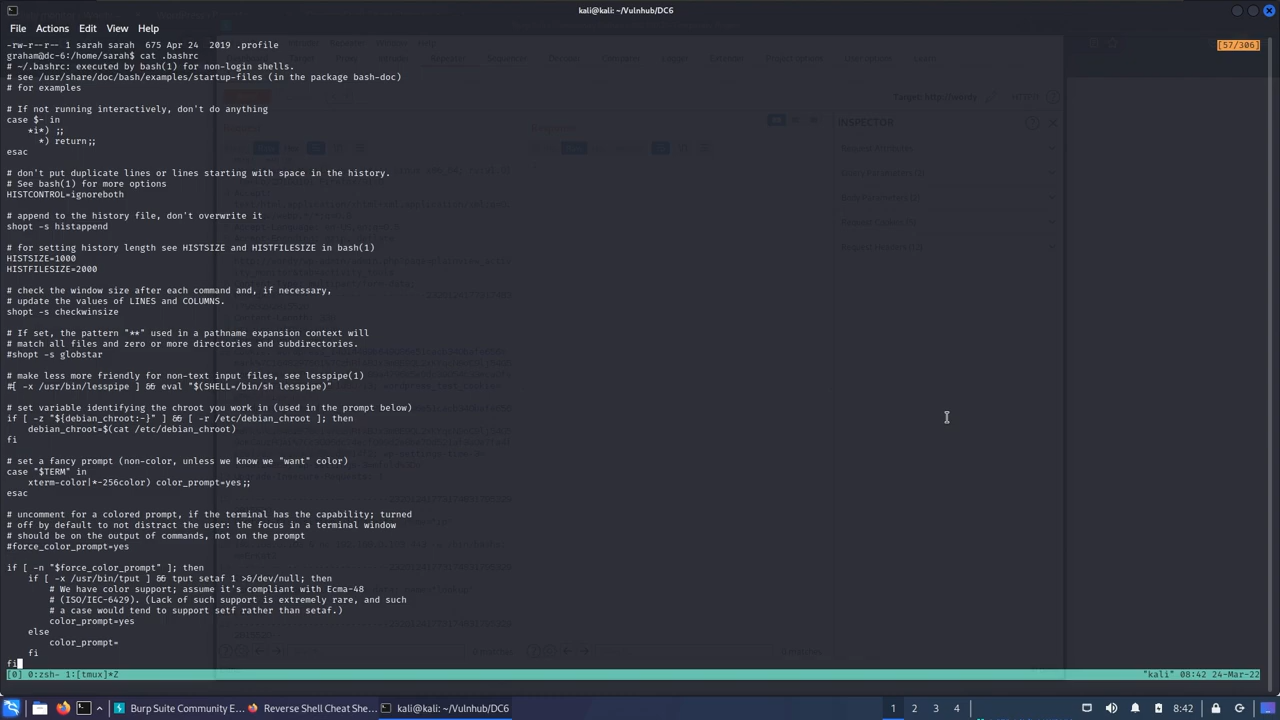 kali@kali: ~/Vulnhub/DC6
File Actions Edit View Help
-rw-r--r-- 1 sarah sarah  675 Apr 24  2019 .profile
[57/306]
graham@dc-6:/home/sarah$ cat .bashrc
# ~/.bashrc: executed by bash(1) for non-login shells.
# see /usr/share/doc/bash/examples/startup-files (in the package bash-doc)
# for examples
# If not running interactively, don't do anything
case $- in
    *i*) ;;
      *) return;;
esac
# don't put duplicate lines or lines starting with space in the history.
# See bash(1) for more options
HISTCONTROL=ignoreboth
# append to the history file, don't overwrite it
shopt -s histappend
# for setting history length see HISTSIZE and HISTFILESIZE in bash(1)
HISTSIZE=1000
HISTFILESIZE=2000
# check the window size after each command and, if necessary,
# update the values of LINES and COLUMNS.
shopt -s checkwinsize
# If set, the pattern "**" used in a pathname expansion context will
# match all files and zero or more directories and subdirectories.
#shopt -s globstar
# make less more friendly for non-text input files, see lesspipe(1)
#[ -x /usr/bin/lesspipe ] && eval "$(SHELL=/bin/sh lesspipe)"
# set variable identifying the chroot you work in (used in the prompt below)
if [ -z "${debian_chroot:-}" ] && [ -r /etc/debian_chroot ]; then
    debian_chroot=$(cat /etc/debian_chroot)
fi
# set a fancy prompt (non-color, unless we know we "want" color)
case "$TERM" in
    xterm-color|*-256color) color_prompt=yes;;
esac
# uncomment for a colored prompt, if the terminal has the capability; turned
# off by default to not distract the user: the focus in a terminal window
# should be on the output of commands, not on the prompt
#force_color_prompt=yes
if [ -n "$force_color_prompt" ]; then
    if [ -x /usr/bin/tput ] && tput setaf 1 >&/dev/null; then
        # We have color support; assume it's compliant with Ecma-48
        # (ISO/IEC-6429). (Lack of such support is extremely rare, and such
        # a case would tend to support setf rather than setaf.)
        color_prompt=yes
    else
        color_prompt=
    fi
fi
[0] 0:zsh- 1:[tmux]*Z
"kali" 08:42 24-Mar-22
Burp Suite Community E...
Reverse Shell Cheat She...
kali@kali: ~/Vulnhub/DC6
1 2 3 4
8:42
INSPECTOR